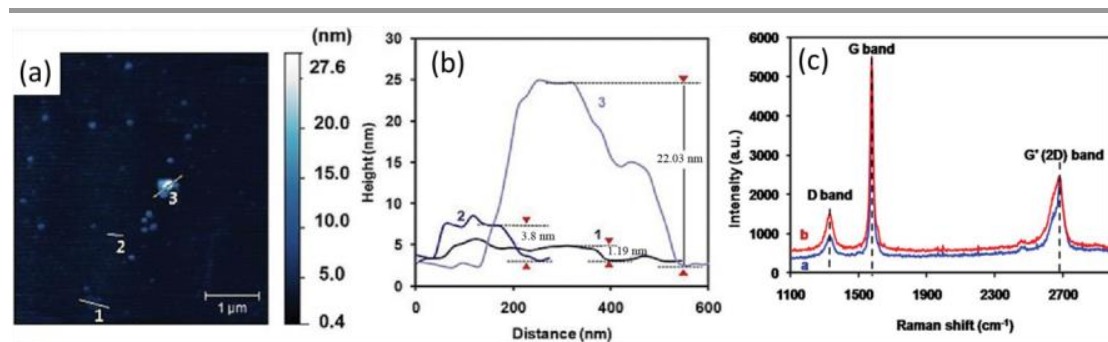 (a)
3
2
1
1 µm
(nm)
27.6
20.0
15.0
10.0
5.0
0.4
(b)
Height (nm)
30
25
20
15
10
5
0
3
22.03 nm
2
3.8 nm
1
1.19 nm
0 200 400 600
Distance (nm)
(c)
Intensity (a.u.)
6000
5000
4000
3000
2000
1000
0
G band
D band
G' (2D) band
b
a
1100 1500 1900 2300 2700
Raman shift (cm⁻¹)